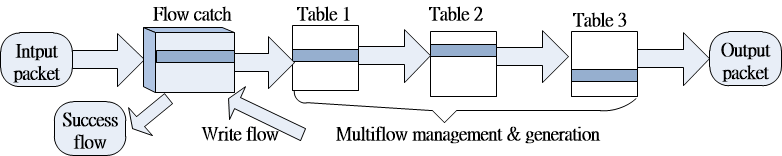 Flow catch
Table 1
Table 2
Table 3
Intput
packet
Output
packet
Success
flow
Write flow
Multiflow management & generation